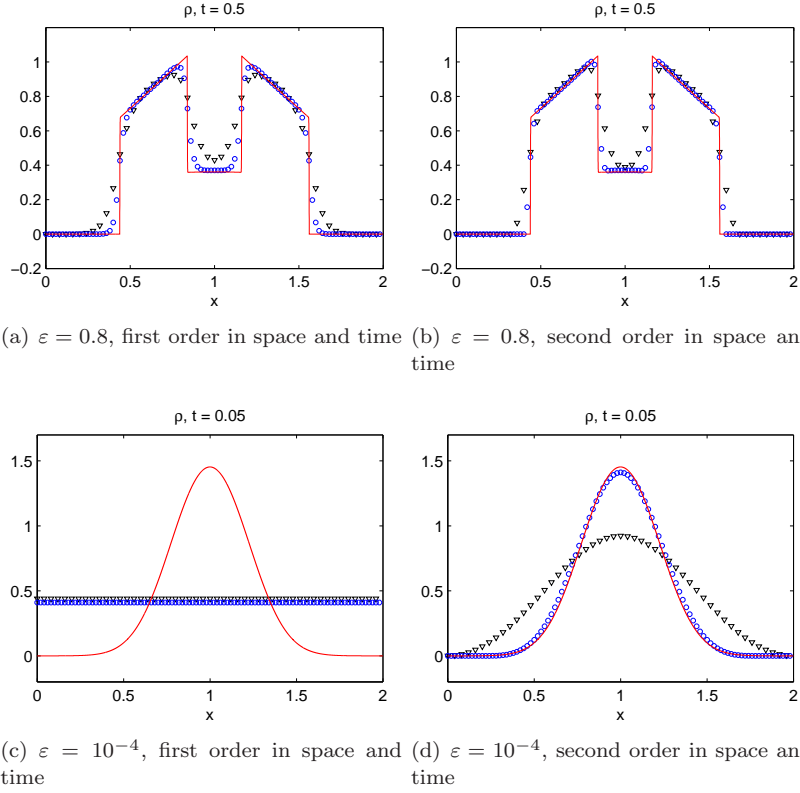 ρ, t = 0.5
1
0.8
0.6
0.4
0.2
0
−0.2
0 0.5 1 1.5 2
x
ρ, t = 0.5
1
0.8
0.6
0.4
0.2
0
−0.2
0 0.5 1 1.5 2
x
(a) ε = 0.8, first order in space and time
(b) ε = 0.8, second order in space an
time
ρ, t = 0.05
1.5
1
0.5
0
0 0.5 1 1.5 2
x
ρ, t = 0.05
1.5
1
0.5
0
0 0.5 1 1.5 2
x
(c) ε = 10⁻⁴, first order in space and
time
(d) ε = 10⁻⁴, second order in space an
time